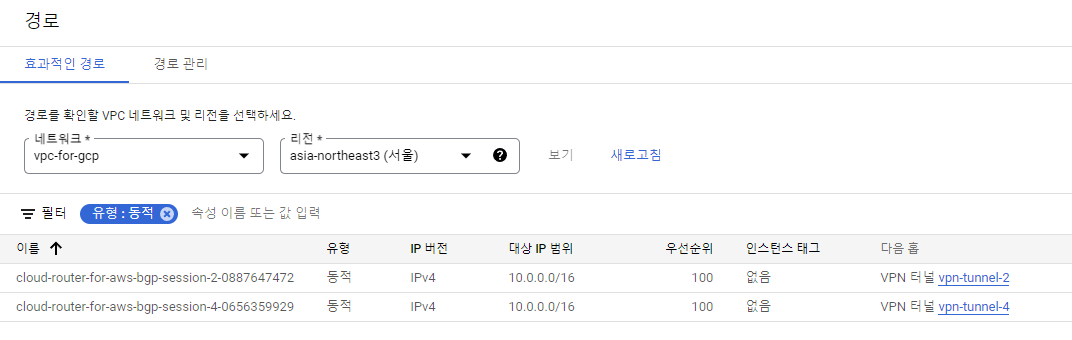 경로
효과적인 경로 경로 관리
경로를 확인할 VPC 네트워크 및 리전을 선택하세요.
네트워크 * 리전 *
vpc-for-gcp asia-northeast3 (서울) 보기 새로고침
필터 유형 : 동적 속성 이름 또는 값 입력
이름 유형 IP 버전 대상 IP 범위 우선순위 인스턴스 태그 다음 홉
cloud-router-for-aws-bgp-session-2-0887647472 동적 IPv4 10.0.0.0/16 100 없음 VPN 터널 vpn-tunnel-2
cloud-router-for-aws-bgp-session-4-0656359929 동적 IPv4 10.0.0.0/16 100 없음 VPN 터널 vpn-tunnel-4